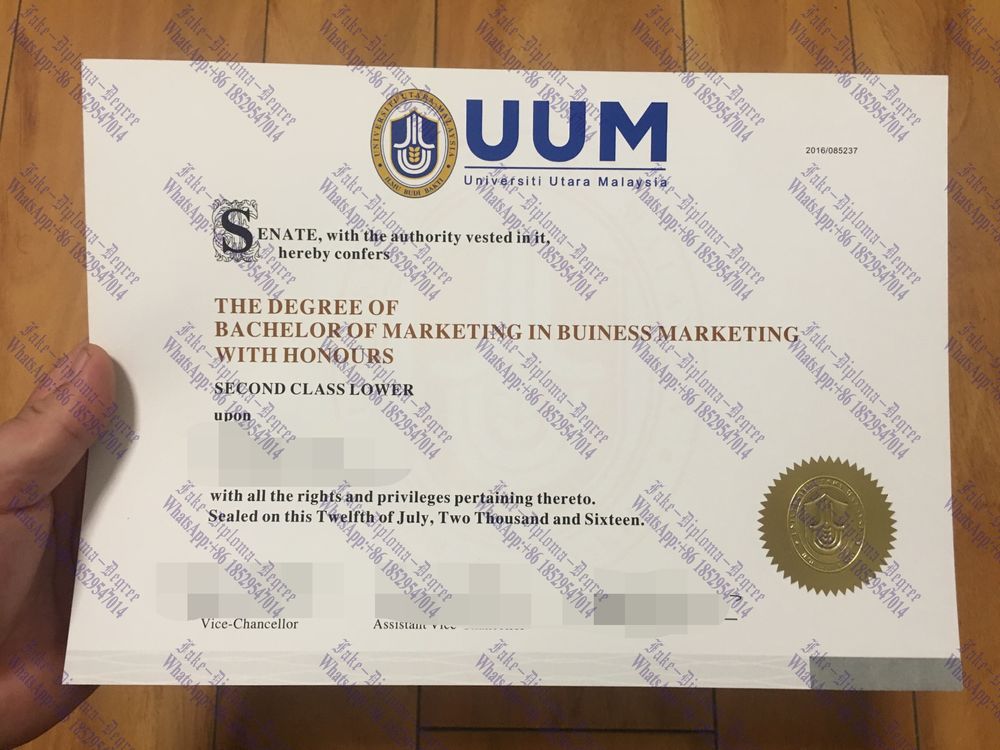 UNIVERSITI UTARA MALAYSIA
ILMU BUDI BAKTI
UUM
Universiti Utara Malaysia
2016/085237
SENATE, with the authority vested in it,
hereby confers
THE DEGREE OF
BACHELOR OF MARKETING IN BUINESS MARKETING
WITH HONOURS
SECOND CLASS LOWER
upon
with all the rights and privileges pertaining thereto.
Sealed on this Twelfth of July, Two Thousand and Sixteen.
Vice-Chancellor
Assistant Vice
Fake-Diploma-Degree
WhatsApp:+86 18529547014